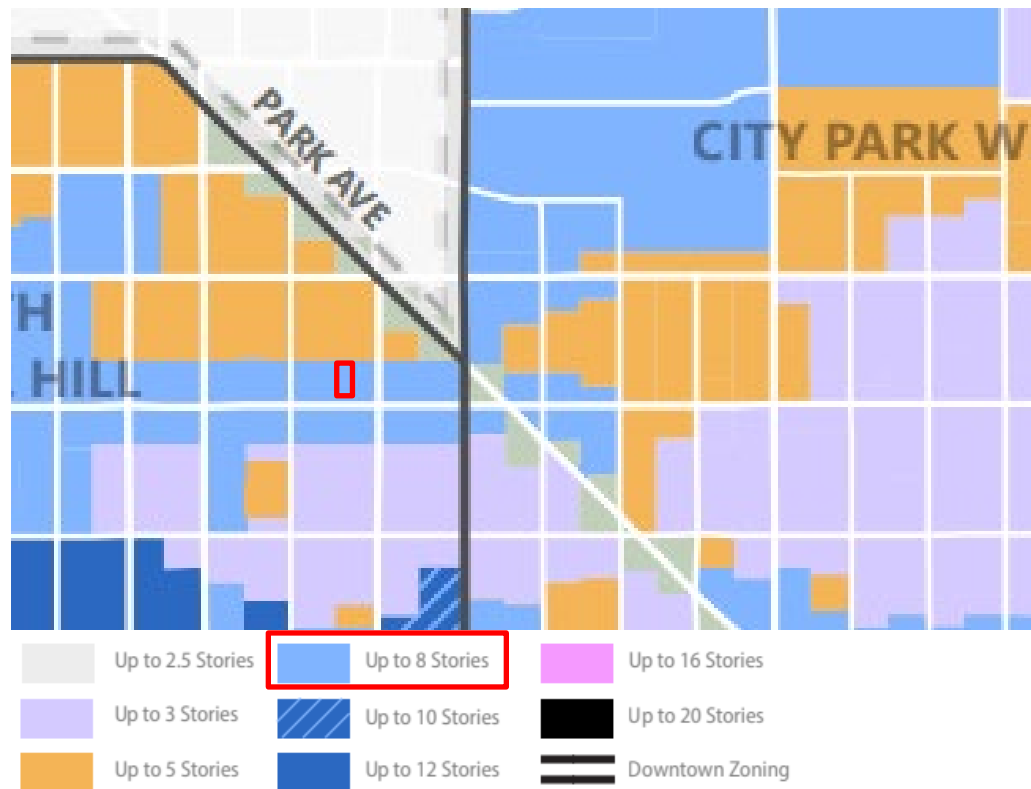 PARK AVE
CITY PARK W
TH
HILL
Up to 2.5 Stories
Up to 8 Stories
Up to 16 Stories
Up to 3 Stories
Up to 10 Stories
Up to 20 Stories
Up to 5 Stories
Up to 12 Stories
Downtown Zoning